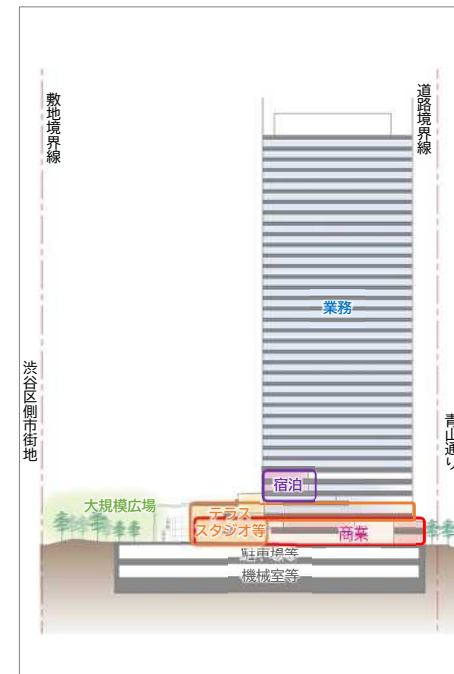 敷地境界線
道路境界線
業務
渋谷区側市街地
青山通り
宿泊
大規模広場
テラス
スタジオ等
商業
駐車場等
機械室等